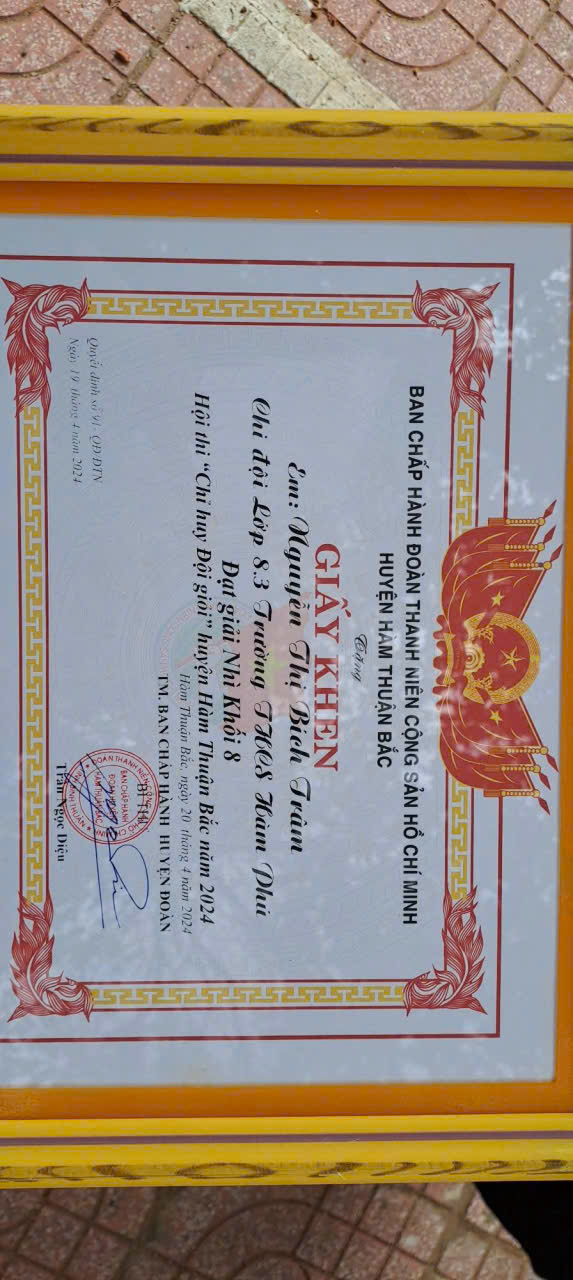 BAN CHẤP HÀNH ĐOÀN THANH NIÊN CỘNG SẢN HỒ CHÍ MINH
HUYỆN HÀM THUẬN BẮC
Tặng
GIẤY KHEN
Em: Nguyễn Thị Bích Trâm
Chi đội Lớp 8.3 Trường THCS Hàm Phú
Đạt giải Nhì Khối 8
Hội thi “Chỉ huy Đội giỏi” huyện Hàm Thuận Bắc năm 2024
Hàm Thuận Bắc, ngày 20 tháng 4 năm 2024
TM. BAN CHẤP HÀNH HUYỆN ĐOÀN
BÍ THƯ
BAN CHẤP HÀNH
ĐOÀN HUYỆN
HÀM THUẬN BẮC
TỈNH BÌNH THUẬN
Trần Ngọc Diệu
Quyết định số 91- QĐ/ĐTN
Ngày 19 tháng 4 năm 2024